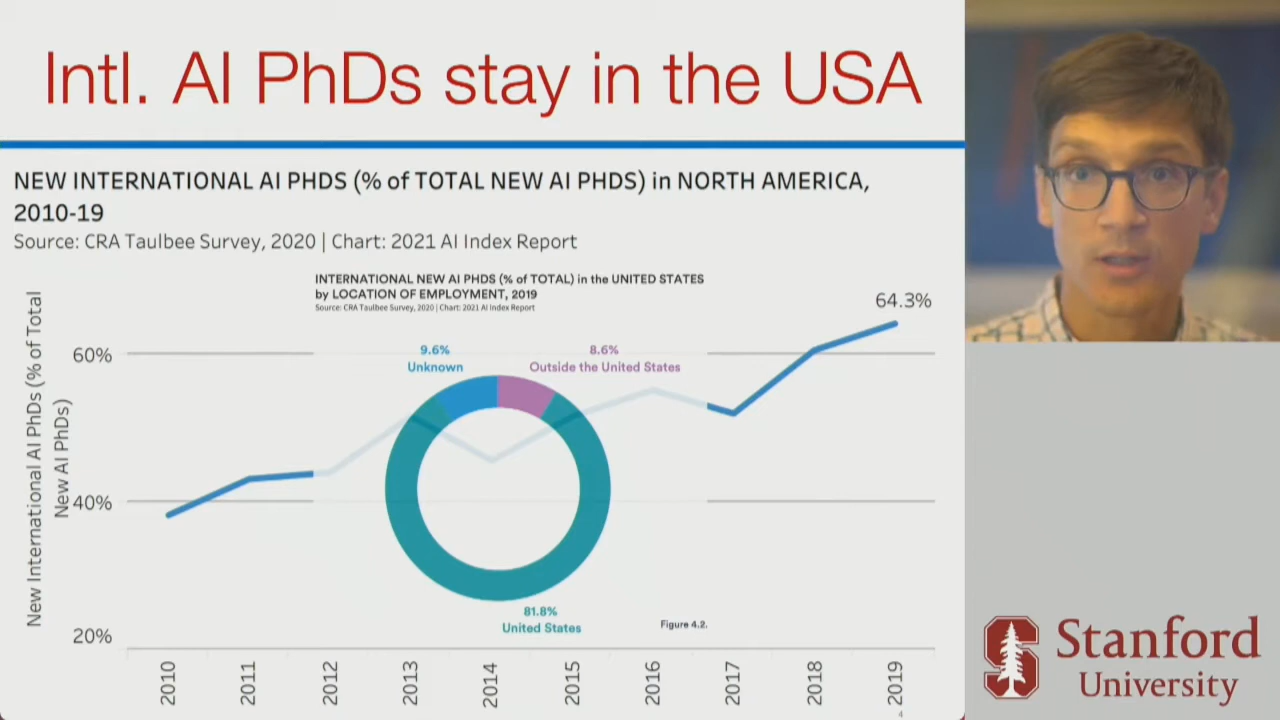 Intl. AI PhDs stay in the USA
NEW INTERNATIONAL AI PHDS (% of TOTAL NEW AI PHDS) in NORTH AMERICA,
2010-19
Source: CRA Taulbee Survey, 2020 | Chart: 2021 AI Index Report
INTERNATIONAL NEW AI PHDS (% of TOTAL) in the UNITED STATES
by LOCATION OF EMPLOYMENT, 2019
Source: CRA Taulbee Survey, 2020 | Chart: 2021 AI Index Report
New International AI PhDs (% of Total
New AI PhDs)
64.3%
60%
40%
20%
9.6%
Unknown
8.6%
Outside the United States
81.8%
United States
Figure 4.2.
2010
2011
2012
2013
2014
2015
2016
2017
2018
2019
4
Stanford
University